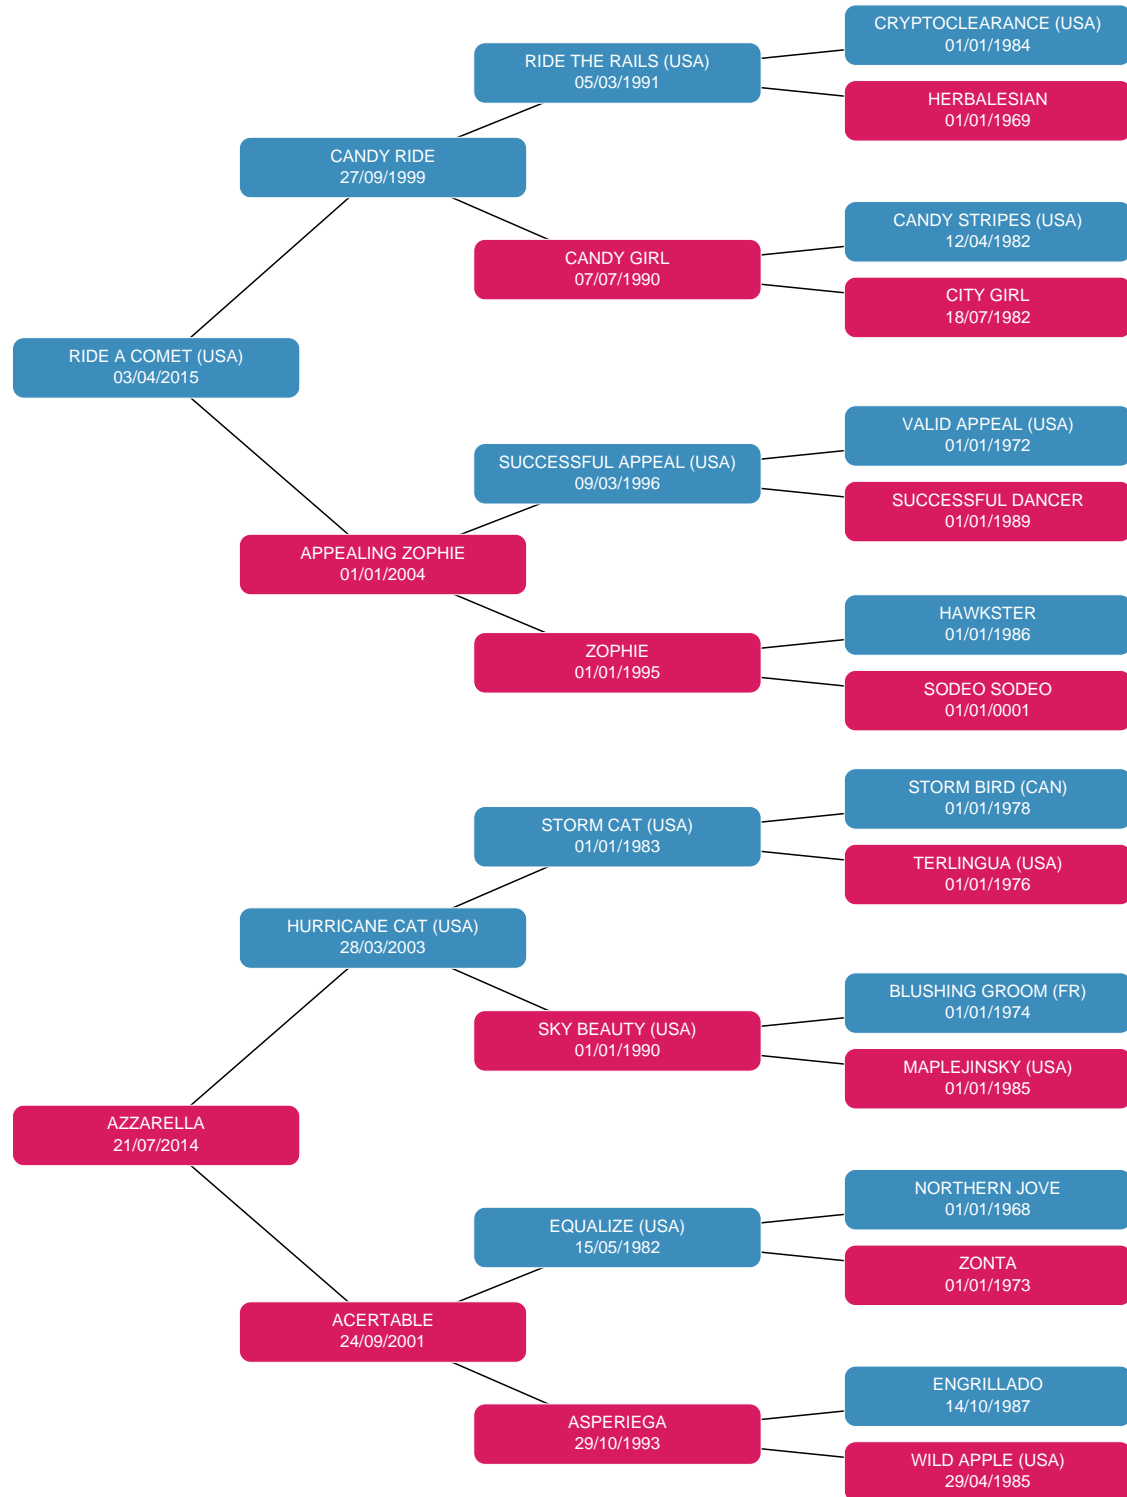 CRYPTOCLEARANCE (USA)
01/01/1984
RIDE THE RAILS (USA)
05/03/1991
HERBALESIAN
01/01/1969
CANDY RIDE
27/09/1999
CANDY STRIPES (USA)
12/04/1982
CANDY GIRL
07/07/1990
CITY GIRL
18/07/1982
RIDE A COMET (USA)
03/04/2015
VALID APPEAL (USA)
01/01/1972
SUCCESSFUL APPEAL (USA)
09/03/1996
SUCCESSFUL DANCER
01/01/1989
APPEALING ZOPHIE
01/01/2004
HAWKSTER
01/01/1986
ZOPHIE
01/01/1995
SODEO SODEO
01/01/0001
STORM BIRD (CAN)
01/01/1978
STORM CAT (USA)
01/01/1983
TERLINGUA (USA)
01/01/1976
HURRICANE CAT (USA)
28/03/2003
BLUSHING GROOM (FR)
01/01/1974
SKY BEAUTY (USA)
01/01/1990
MAPLEJINSKY (USA)
01/01/1985
AZZARELLA
21/07/2014
NORTHERN JOVE
01/01/1968
EQUALIZE (USA)
15/05/1982
ZONTA
01/01/1973
ACERTABLE
24/09/2001
ENGRILLADO
14/10/1987
ASPERIEGA
29/10/1993
WILD APPLE (USA)
29/04/1985